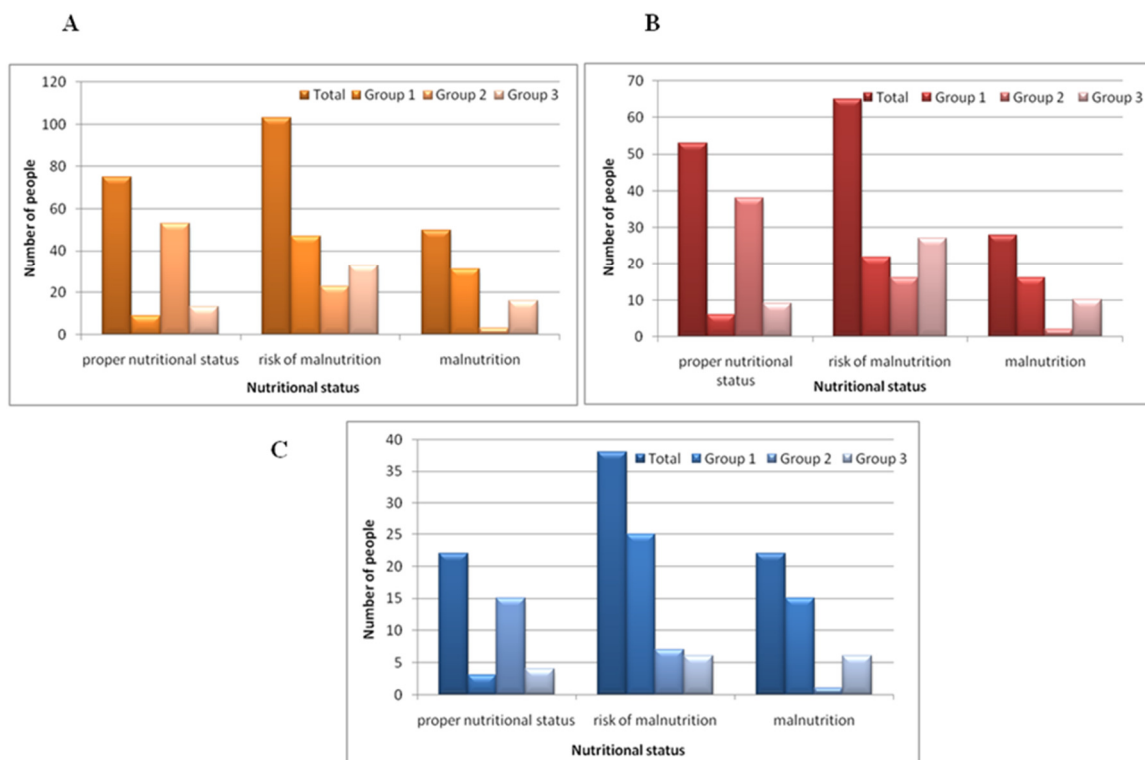 A
B
120
100
80
60
40
20
0
Number of people
Total Group 1 Group 2 Group 3
proper nutritional status risk of malnutrition malnutrition
Nutritional status
70
60
50
40
30
20
10
0
Number of people
Total Group 1 Group 2 Group 3
proper nutritional risk of malnutrition malnutrition
status
Nutritional status
C
40
35
30
25
20
15
10
5
0
Number of people
Total Group 1 Group 2 Group 3
proper nutritional status risk of malnutrition malnutrition
Nutritional status